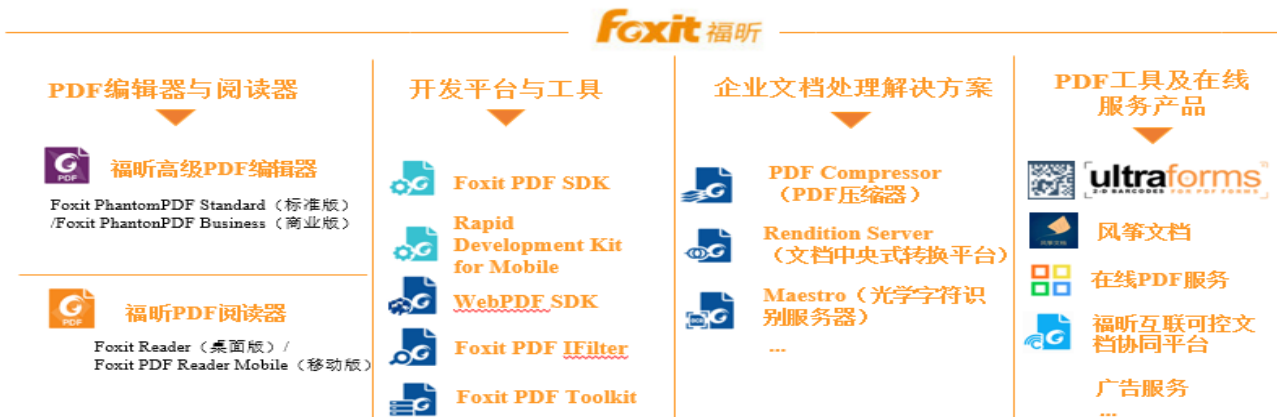 Foxit 福昕
PDF编辑器与阅读器
福昕高级PDF编辑器
Foxit PhantomPDF Standard（标准版）
/Foxit PhantonPDF Business（商业版）
福昕PDF阅读器
Foxit Reader（桌面版）/
Foxit PDF Reader Mobile（移动版）
开发平台与工具
Foxit PDF SDK
Rapid
Development Kit
for Mobile
WebPDF SDK
Foxit PDF IFilter
Foxit PDF Toolkit
企业文档处理解决方案
PDF Compressor
（PDF压缩器）
Rendition Server
（文档中央式转换平台）
Maestro（光学字符识
别服务器）
...
PDF工具及在线
服务产品
ultraforms
2-D BARCODES FOR PDF FORMS
风筝文档
风筝文档
在线PDF服务
福昕互联可控文
档协同平台
广告服务
...